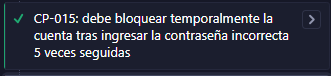 CP-015: debe bloquear temporalmente la
cuenta tras ingresar la contraseña incorrecta
5 veces seguidas